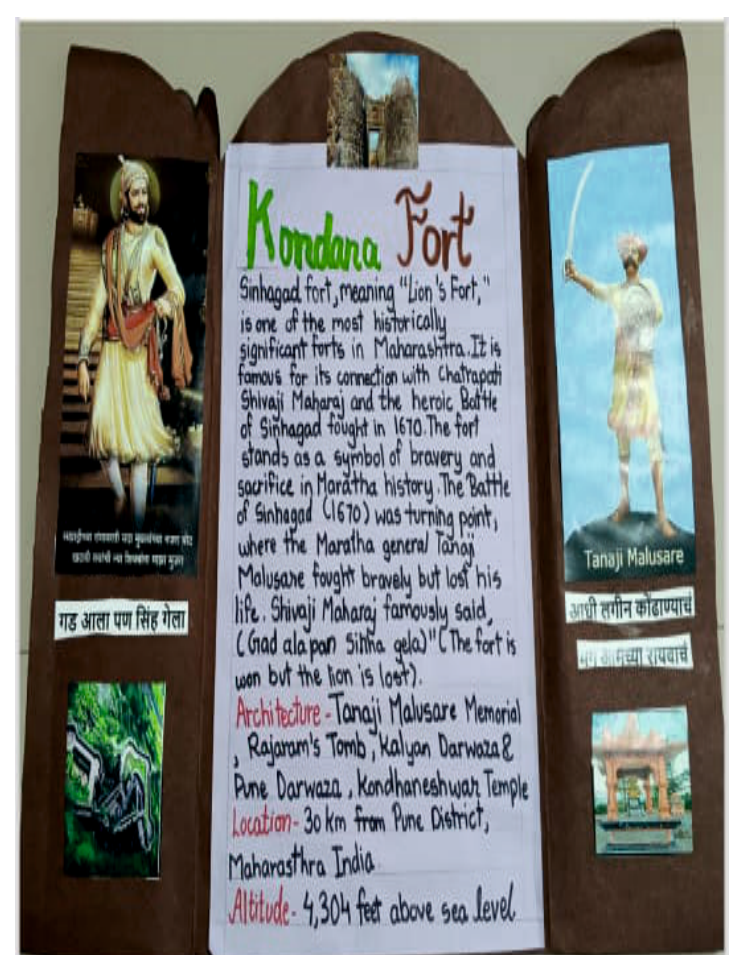 Kondana Fort
Sinhagad fort, meaning "Lion's Fort,"
is one of the most historically
significant forts in Maharashtra. It is
famous for its connection with Chatrapati
Shivaji Maharaj and the heroic Battle
of Sinhagad fought in 1670. The fort
stands as a symbol of bravery and
sacrifice in Maratha history. The Battle
of Sinhagad (1670) was turning point,
where the Maratha general Tanaji
Malusare fought bravely but lost his
life. Shivaji Maharaj famously said,
(Gad ala pan Sinha gela)" (The fort is
won but the lion is lost).
Architecture - Tanaji Malusare Memorial
, Rajaram's Tomb, Kalyan Darwaza &
Pune Darwaza, Kondhaneshwar Temple
Location - 30 km from Pune District,
Maharasthra India.
Altitude - 4,304 feet above sea level
गड आला पण सिंह गेला
Tanaji Malusare
आधी लगीन कोंढाण्याचं
मग आमच्या रायबाचं